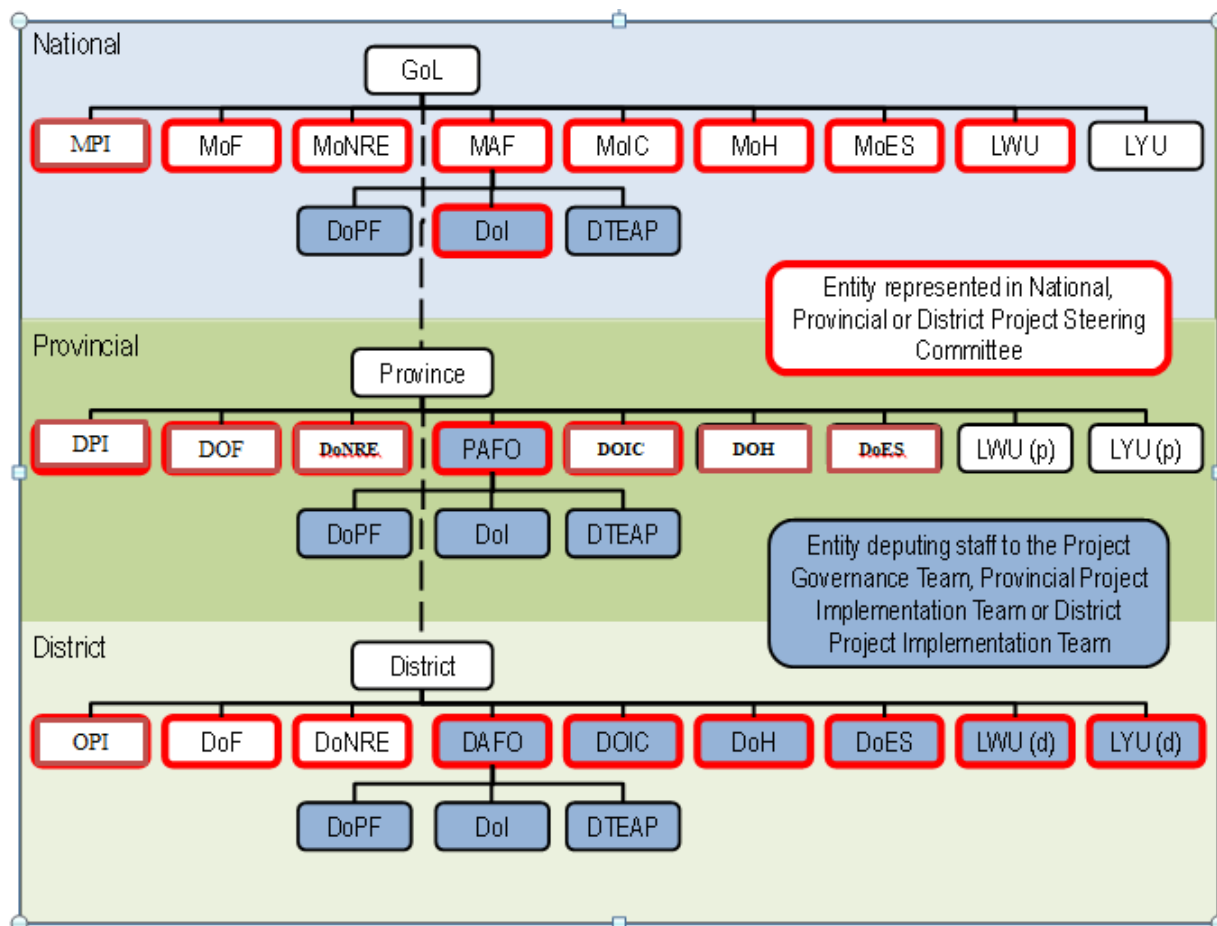 National
GoL
MPI
MoF
MoNRE
MAF
MoIC
MoH
MoES
LWU
LYU
DoPF
DoI
DTEAP
Entity represented in National,
Provincial or District Project Steering
Committee
Provincial
Province
DPI
DOF
DoNRE
PAFO
DOIC
DOH
DoES
LWU (p)
LYU (p)
DoPF
DoI
DTEAP
Entity deputing staff to the Project
Governance Team, Provincial Project
Implementation Team or District
Project Implementation Team
District
District
OPI
DoF
DoNRE
DAFO
DOIC
DoH
DoES
LWU (d)
LYU (d)
DoPF
DoI
DTEAP